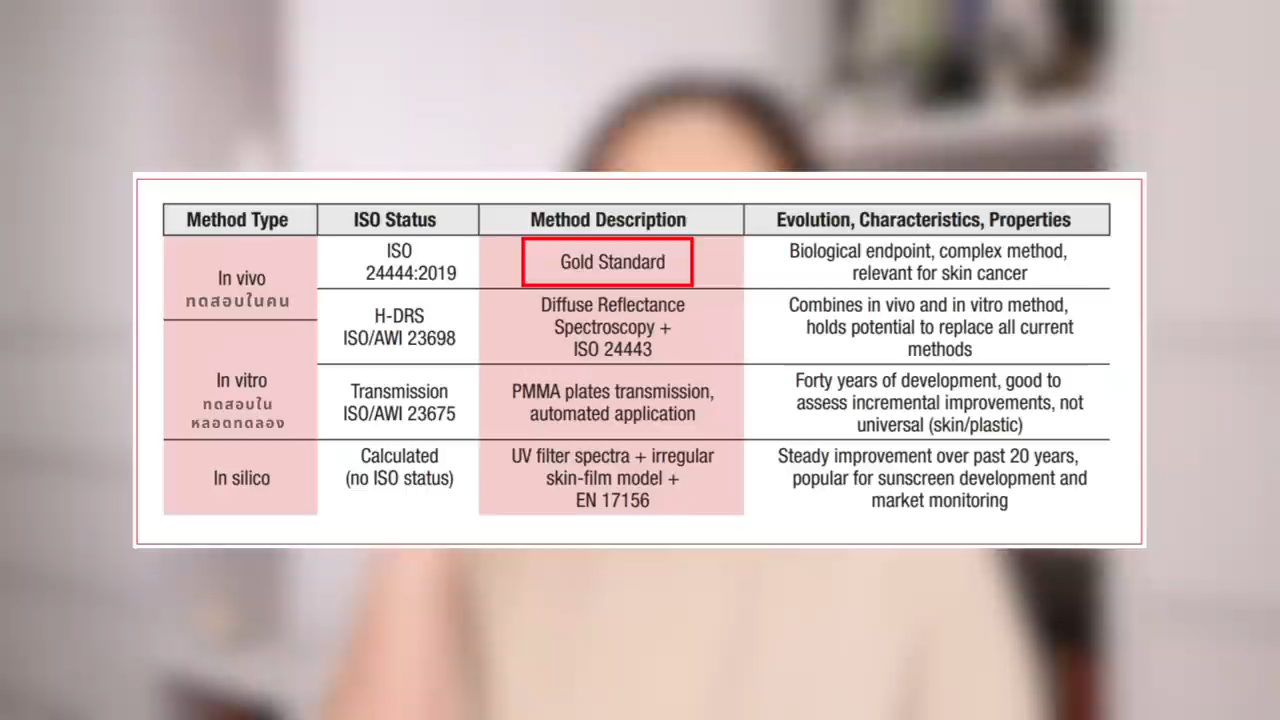 Method Type
ISO Status
Method Description
Evolution, Characteristics, Properties
In vivo
ทดสอบในคน
ISO
24444:2019
Gold Standard
Biological endpoint, complex method,
relevant for skin cancer
H-DRS
ISO/AWI 23698
Diffuse Reflectance
Spectroscopy +
ISO 24443
Combines in vivo and in vitro method,
holds potential to replace all current
methods
In vitro
ทดสอบใน
หลอดทดลอง
Transmission
ISO/AWI 23675
PMMA plates transmission,
automated application
Forty years of development, good to
assess incremental improvements, not
universal (skin/plastic)
In silico
Calculated
(no ISO status)
UV filter spectra + irregular
skin-film model +
EN 17156
Steady improvement over past 20 years,
popular for sunscreen development and
market monitoring